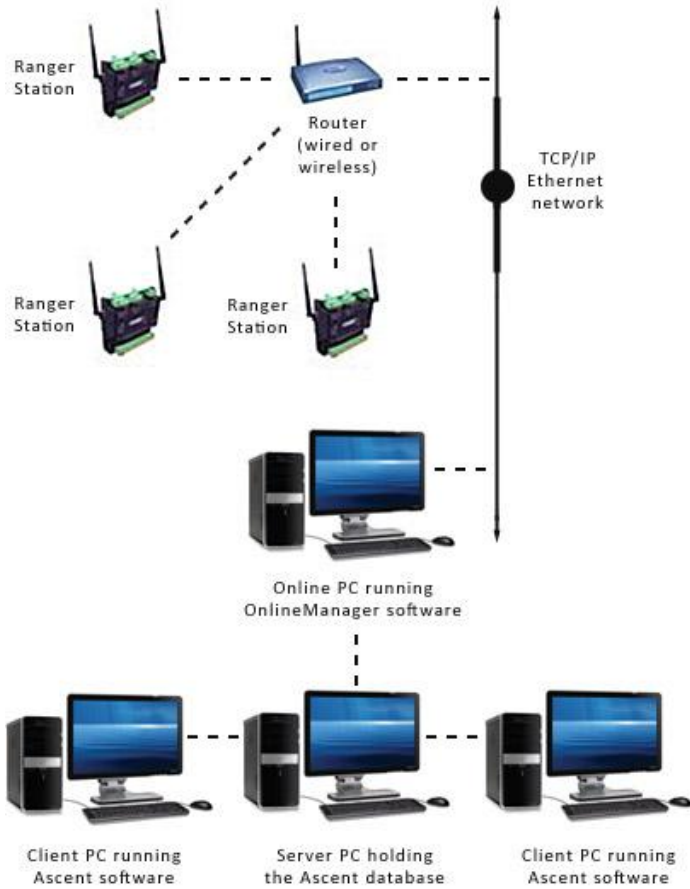 Ranger
Station
Router
(wired or
wireless)
TCP/IP
Ethernet
network
Ranger
Station
Ranger
Station
Online PC running
OnlineManager software
Client PC running
Ascent software
Server PC holding
the Ascent database
Client PC running
Ascent software